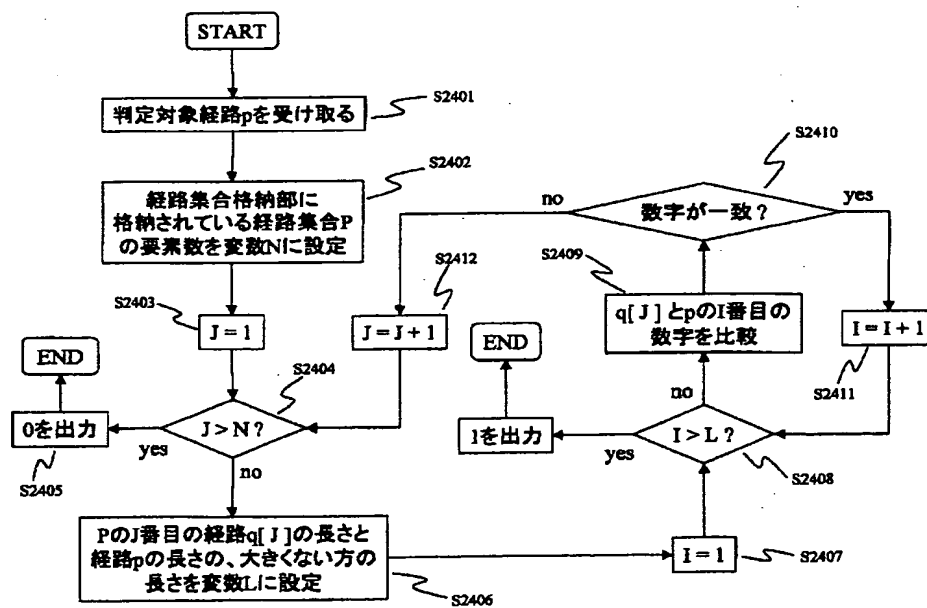 START
判定対象経路pを受け取る
S2401
経路集合格納部に
格納されている経路集合P
の要素数を変数Nに設定
S2402
S2403
J = 1
J = J + 1
S2412
END
J > N ?
S2404
yes
no
0を出力
S2405
PのJ番目の経路q[ J ]の長さと
経路pの長さの、大きくない方の
長さを変数Lに設定
S2406
I = 1
S2407
I > L ?
S2408
yes
no
1を出力
END
S2409
q[ J ]とpのI番目の
数字を比較
数字が一致?
S2410
no
yes
I = I + 1
S2411